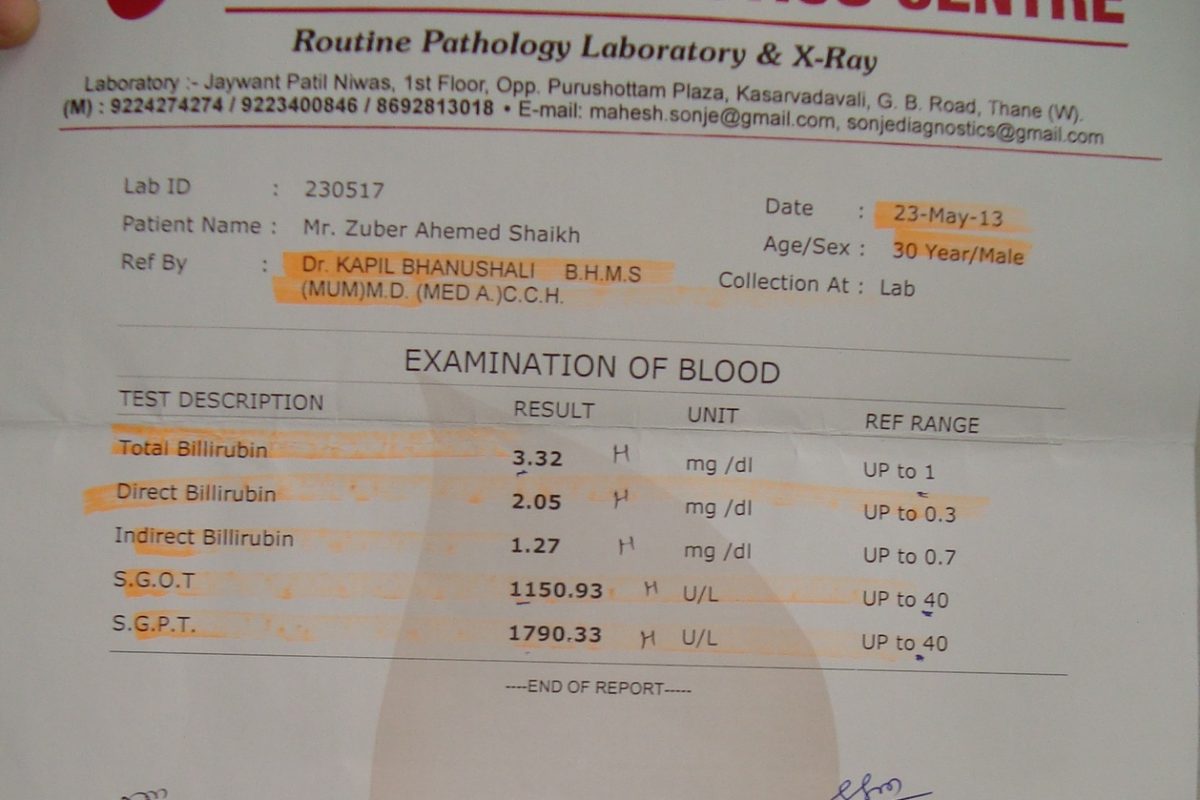 CENTRE
Routine Pathology Laboratory & X-Ray
Laboratory :- Jaywant Patil Niwas, 1st Floor, Opp. Purushottam Plaza, Kasarvadavali, G. B. Road, Thane (W).
(M) : 9224274274 / 9223400846 / 8692813018 • E-mail: mahesh.sonje@gmail.com, sonjediagnostics@gmail.com
Lab ID : 230517
Date : 23-May-13
Patient Name : Mr. Zuber Ahemed Shaikh
Age/Sex : 30 Year/Male
Ref By : Dr. KAPIL BHANUSHALI B.H.M.S
(MUM)M.D. (MED A.)C.C.H.
Collection At : Lab
EXAMINATION OF BLOOD
TEST DESCRIPTION RESULT UNIT REF RANGE
Total Billirubin 3.32 H mg /dl UP to 1
Direct Billirubin 2.05 H mg /dl UP to 0.3
Indirect Billirubin 1.27 H mg /dl UP to 0.7
S.G.O.T 1150.93 H U/L UP to 40
S.G.P.T. 1790.33 H U/L UP to 40
----END OF REPORT-----